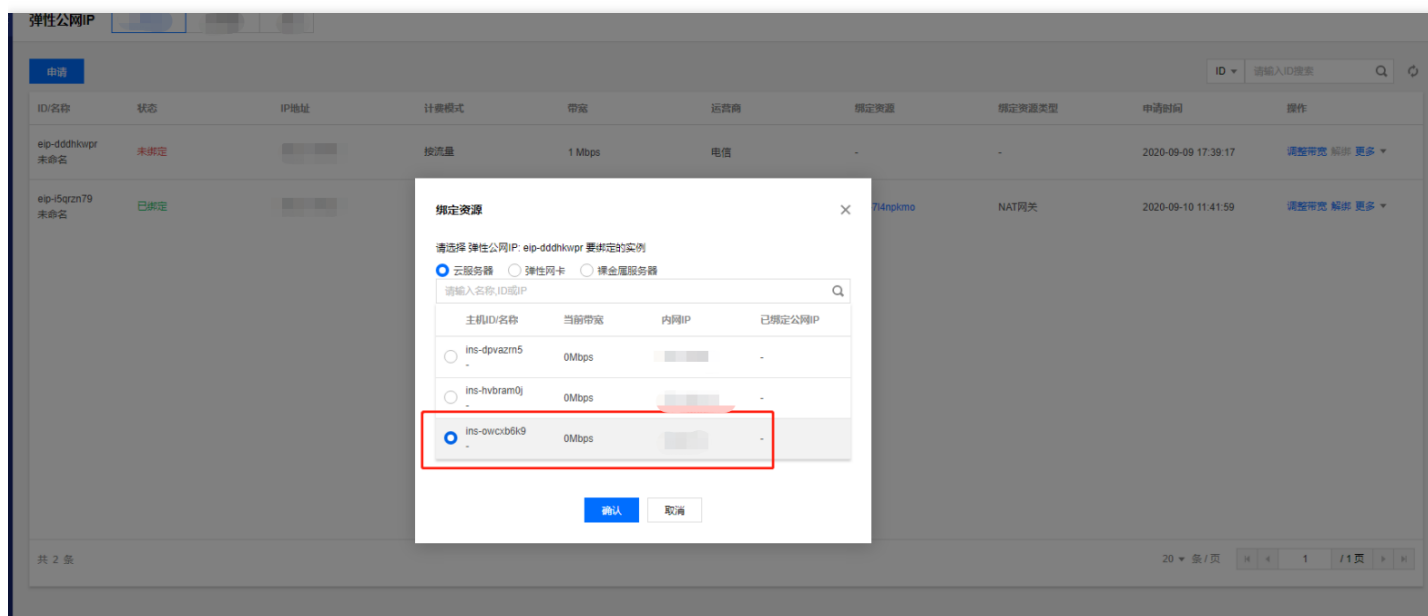 弹性公网IP
申请
ID
请输入ID搜索
ID/名称 状态 IP地址 计费模式 带宽 运营商 绑定资源 绑定资源类型 申请时间 操作
eip-dddhkwpr
未命名
未绑定 按流量 1 Mbps 电信 - - 2020-09-09 17:39:17 调整带宽 解绑 更多
eip-i5qrzn79
未命名
已绑定 7l4npkmo NAT网关 2020-09-10 11:41:59 调整带宽 解绑 更多
绑定资源
请选择 弹性公网IP: eip-dddhkwpr 要绑定的实例
云服务器 弹性网卡 裸金属服务器
请输入名称,ID或IP
主机ID/名称 当前带宽 内网IP 已绑定公网IP
ins-dpvazrn5
-
0Mbps -
ins-hvbram0j
-
0Mbps -
ins-owcxb6k9
-
0Mbps -
确认 取消
共 2 条
20 条/页 1 /1页